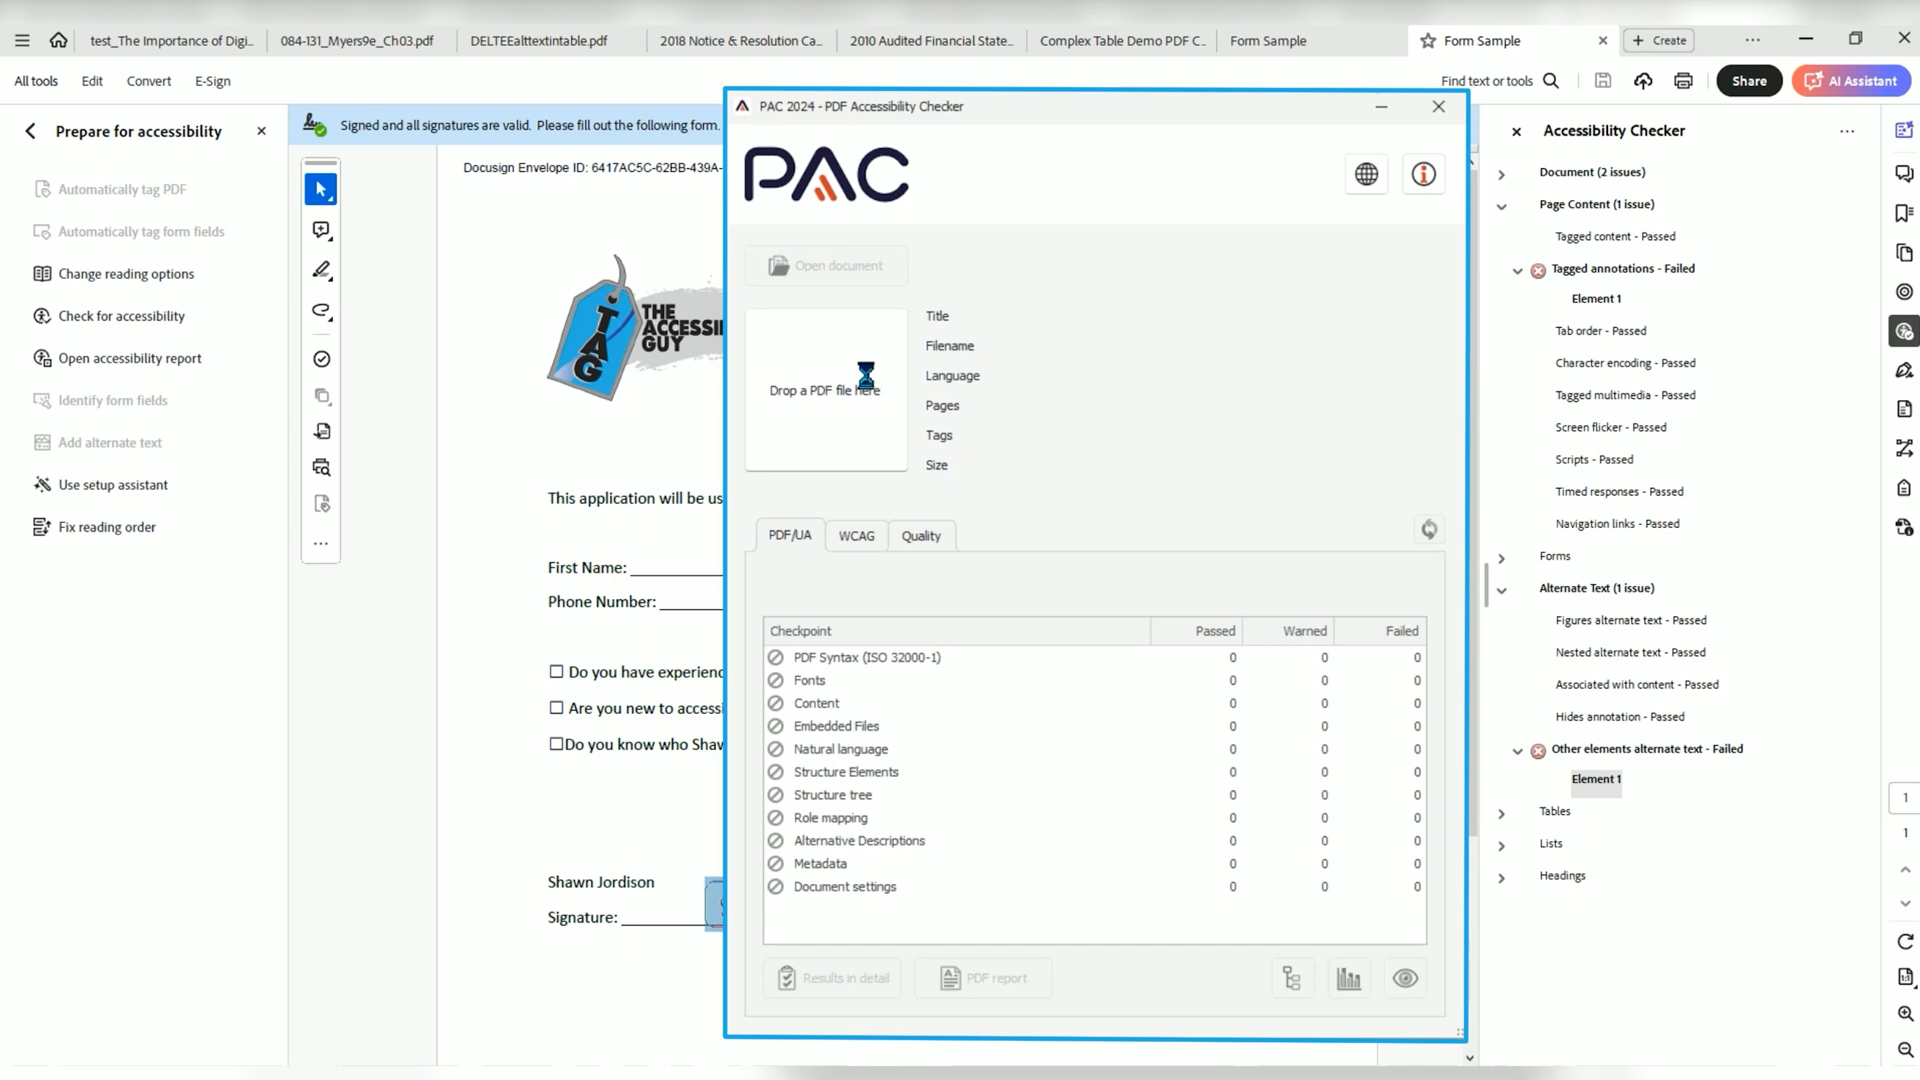 test_The Importance of Digi...
084-131_Myers9e_Ch03.pdf
DELTEEalttextintable.pdf
2018 Notice & Resolution Ca...
2010 Audited Financial State...
Complex Table Demo PDF C...
Form Sample
Form Sample
Create
All tools
Edit
Convert
E-Sign
Find text or tools
Share
AI Assistant
Prepare for accessibility
Automatically tag PDF
Automatically tag form fields
Change reading options
Check for accessibility
Open accessibility report
Identify form fields
Add alternate text
Use setup assistant
Fix reading order
Signed and all signatures are valid. Please fill out the following form.
Docusign Envelope ID: 6417AC5C-62BB-439A-
TAG
THE
ACCESSI
GUY
This application will be us
First Name:
Phone Number:
Do you have experienc
Are you new to accessi
Do you know who Shaw
Shawn Jordison
Signature:
PAC 2024 - PDF Accessibility Checker
PAC
Open document
Drop a PDF file here
Title
Filename
Language
Pages
Tags
Size
PDF/UA
WCAG
Quality
Checkpoint Passed Warned Failed
PDF Syntax (ISO 32000-1) 0 0 0
Fonts 0 0 0
Content 0 0 0
Embedded Files 0 0 0
Natural language 0 0 0
Structure Elements 0 0 0
Structure tree 0 0 0
Role mapping 0 0 0
Alternative Descriptions 0 0 0
Metadata 0 0 0
Document settings 0 0 0
Results in detail
PDF report
Accessibility Checker
Document (2 issues)
Page Content (1 issue)
Tagged content - Passed
Tagged annotations - Failed
Element 1
Tab order - Passed
Character encoding - Passed
Tagged multimedia - Passed
Screen flicker - Passed
Scripts - Passed
Timed responses - Passed
Navigation links - Passed
Forms
Alternate Text (1 issue)
Figures alternate text - Passed
Nested alternate text - Passed
Associated with content - Passed
Hides annotation - Passed
Other elements alternate text - Failed
Element 1
Tables
Lists
Headings
1
1